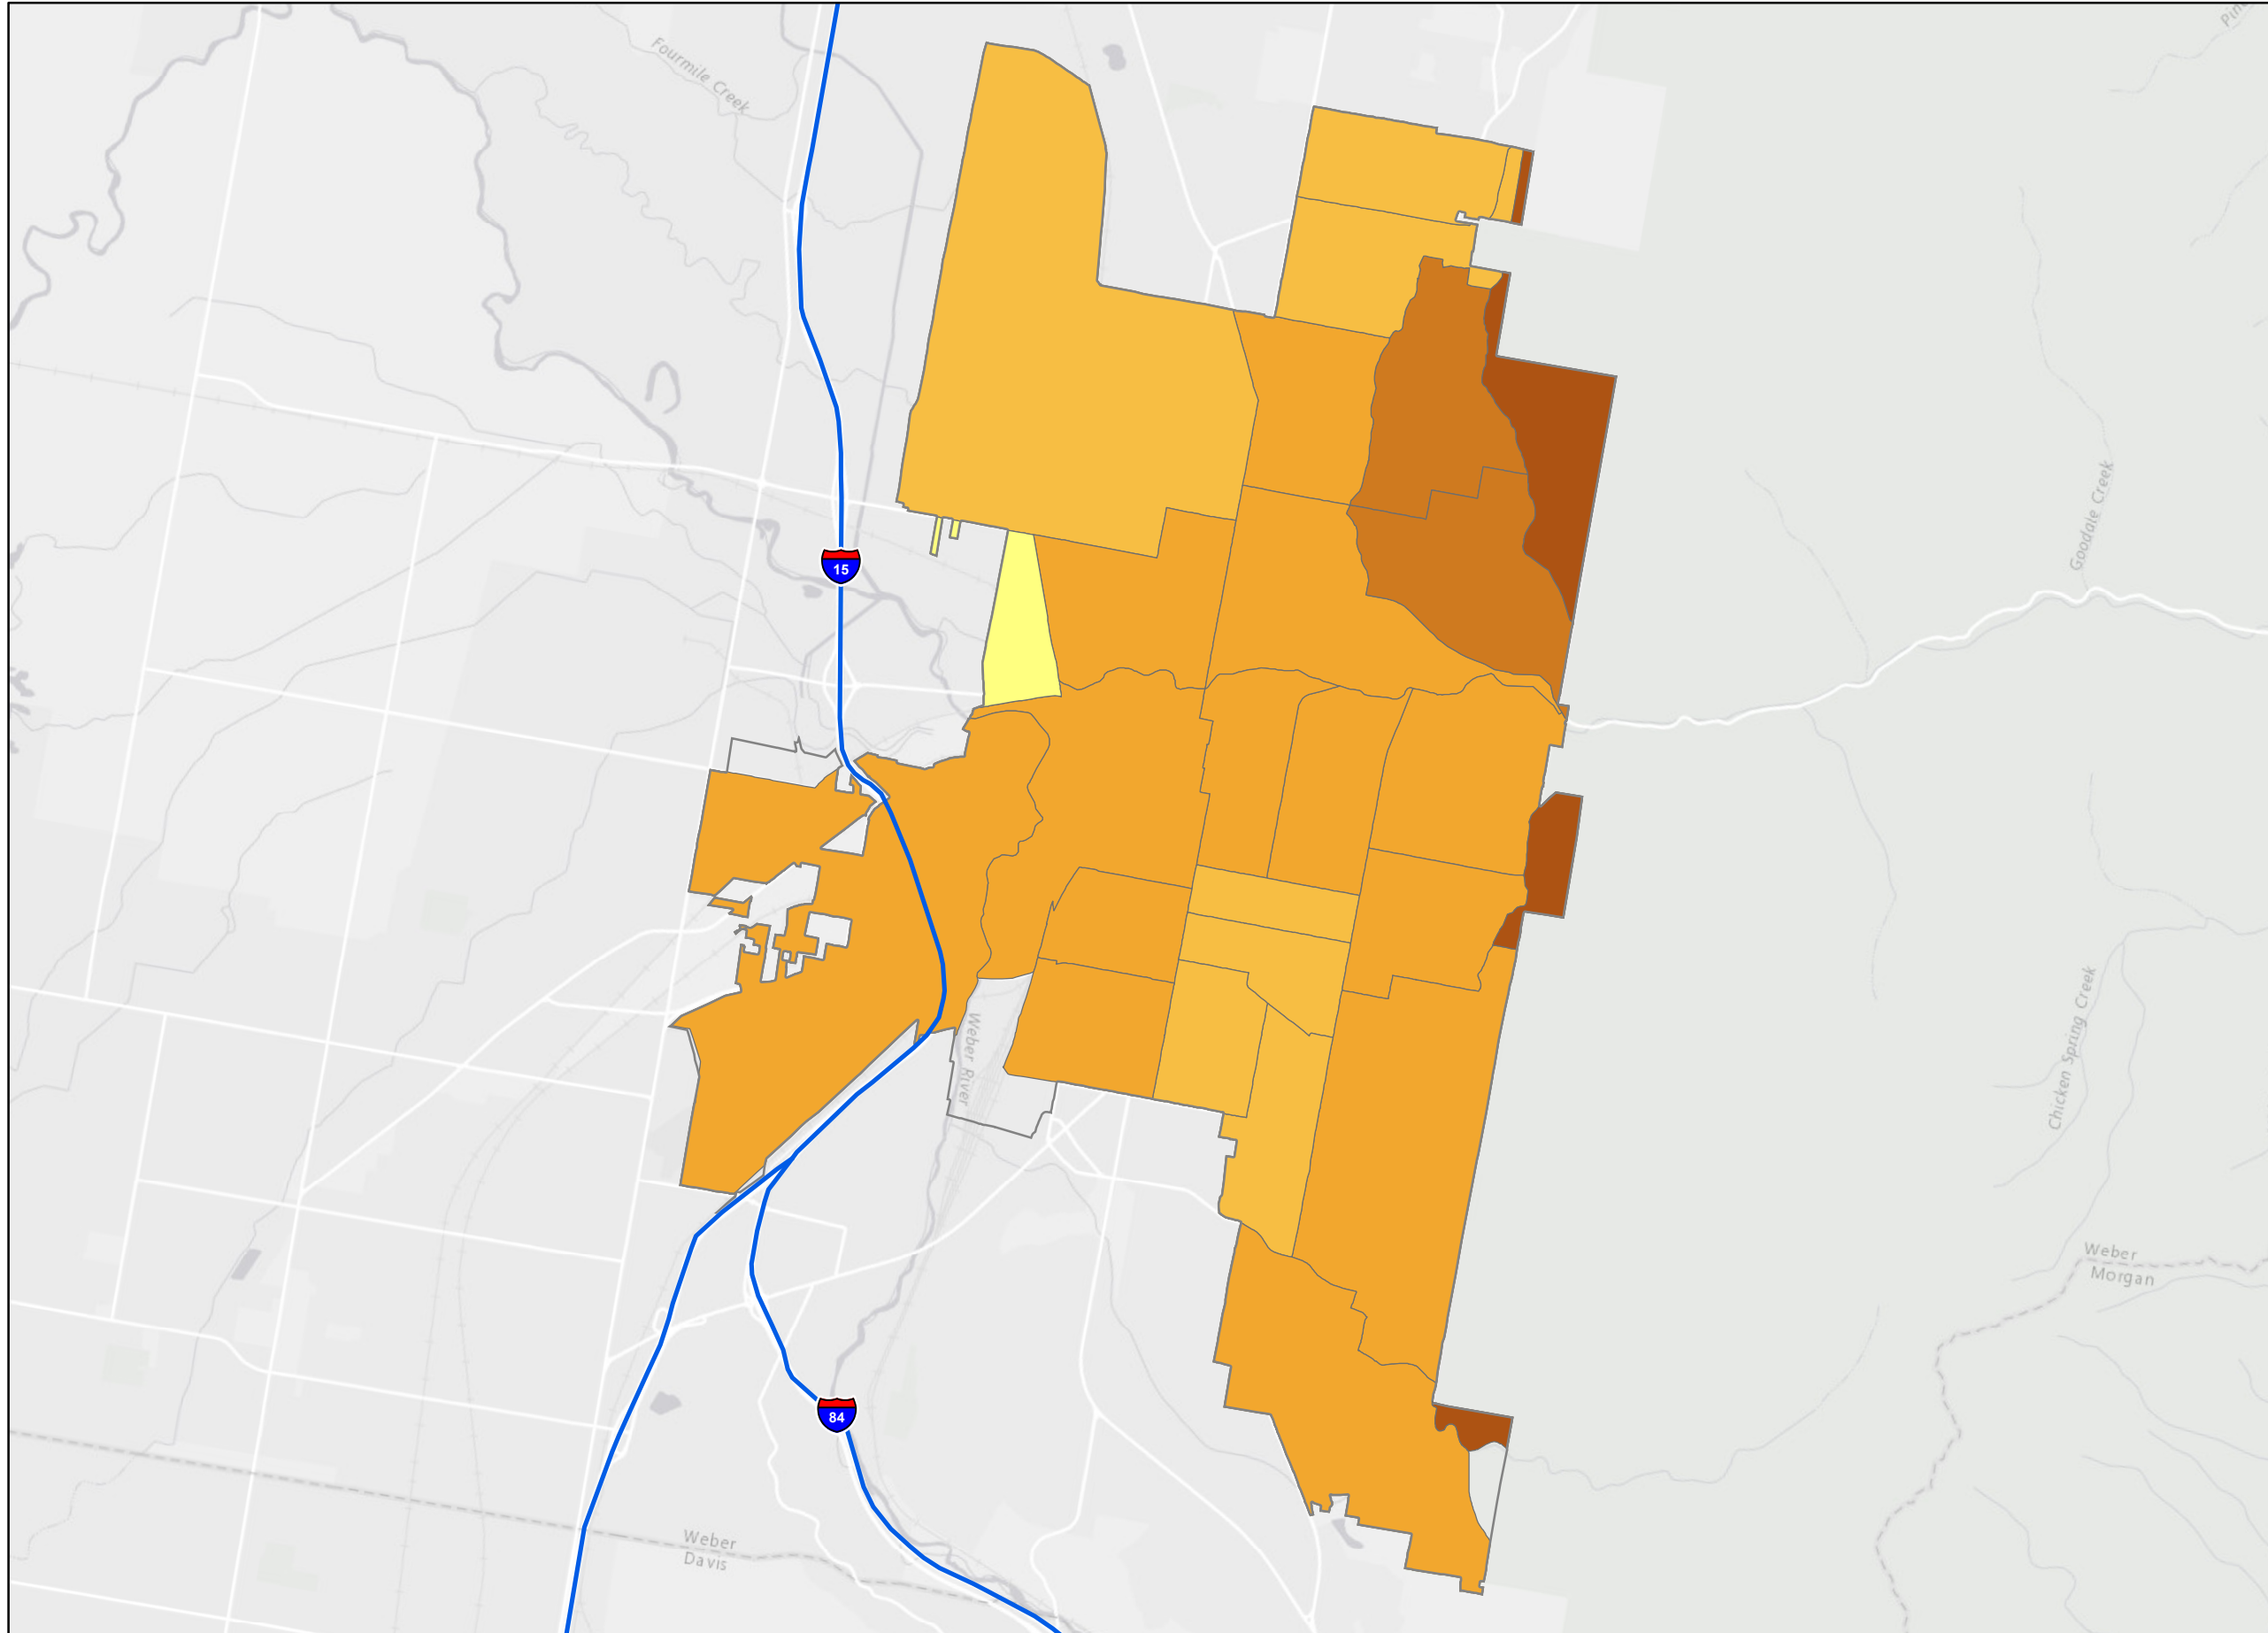 Fourmile Creek
15
Goodale Creek
Weber River
Chicken Spring Creek
Weber
Morgan
84
Weber
Davis